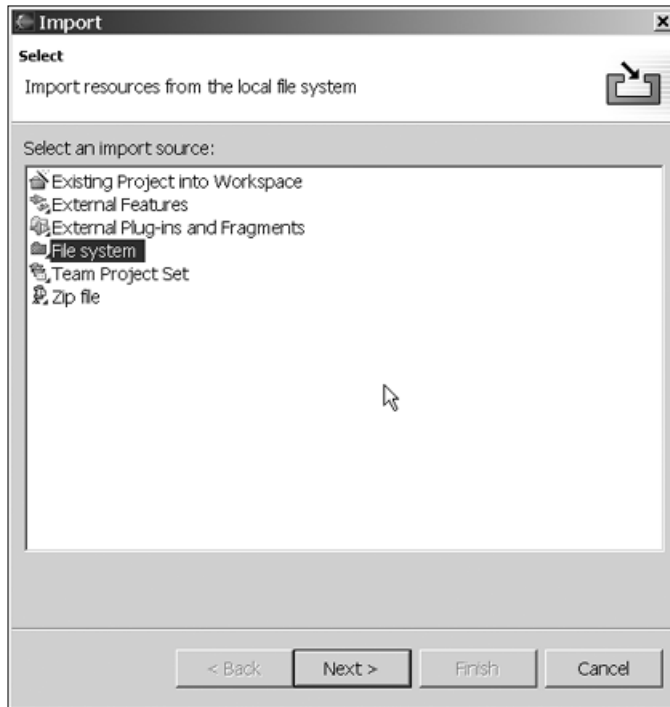 Import
Select
Import resources from the local file system
Select an import source:
Existing Project into Workspace
External Features
External Plug-ins and Fragments
File system
Team Project Set
Zip file
< Back Next > Finish Cancel